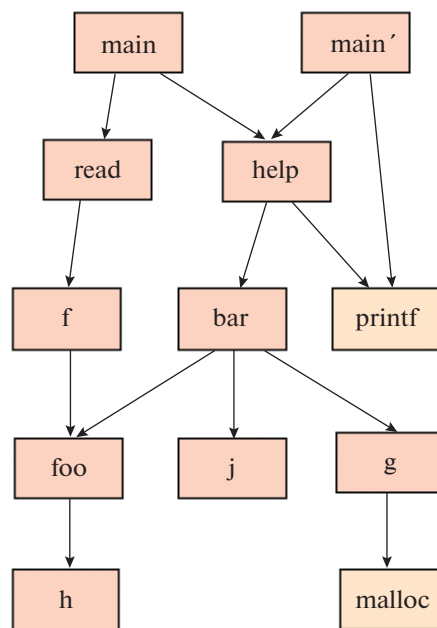 main
main´
read
help
f
bar
printf
foo
j
g
h
malloc